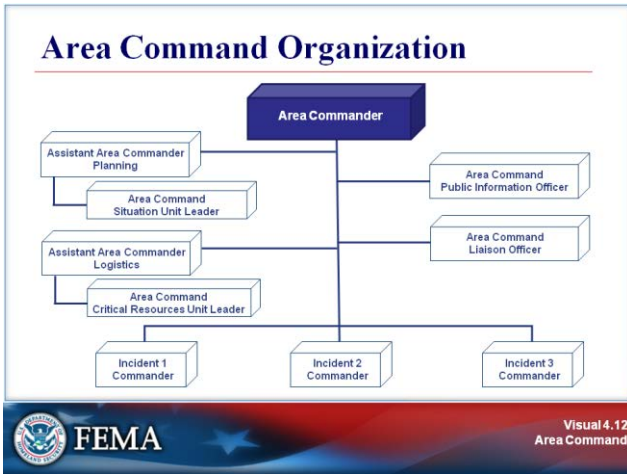 Area Command Organization
Area Commander
Assistant Area Commander
Planning
Area Command
Situation Unit Leader
Assistant Area Commander
Logistics
Area Command
Critical Resources Unit Leader
Area Command
Public Information Officer
Area Command
Liaison Officer
Incident 1
Commander
Incident 2
Commander
Incident 3
Commander
FEMA
Visual 4.12
Area Command